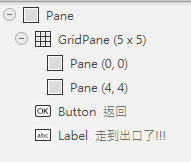 Pane
GridPane (5 x 5)
Pane (0, 0)
Pane (4, 4)
OK Button 返回
abc Label 走到出口了!!!